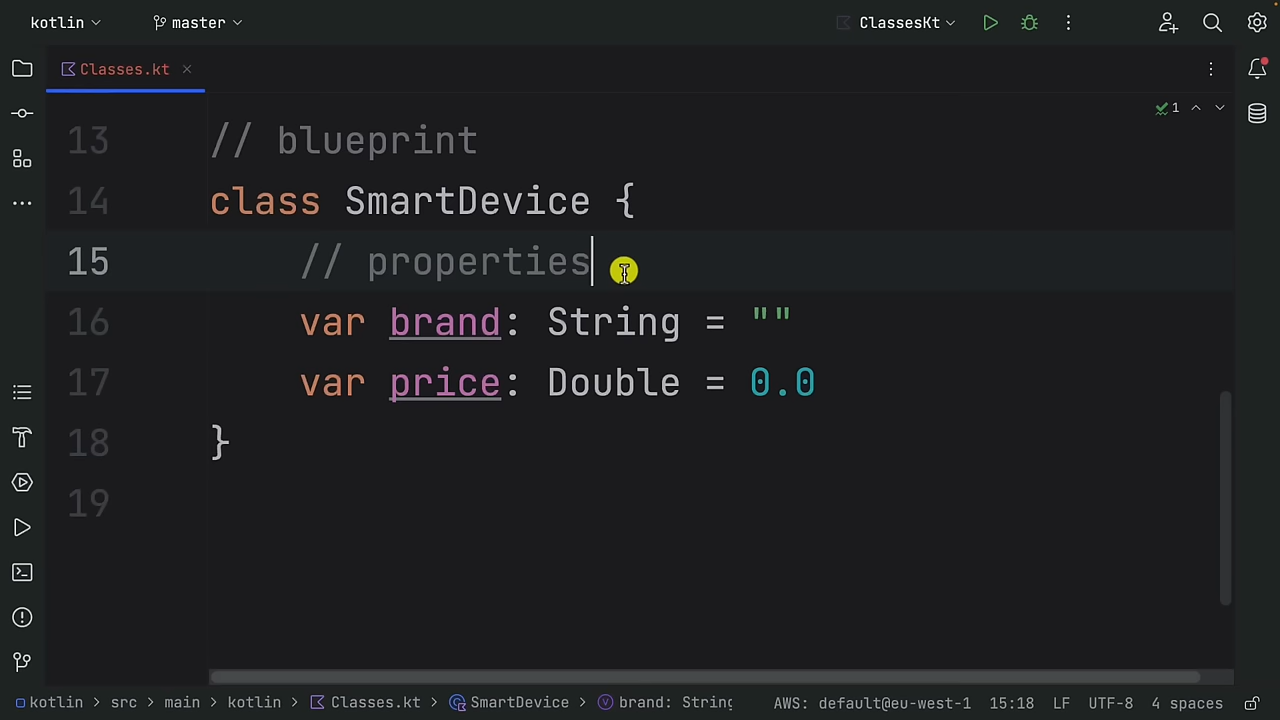 kotlin
master
ClassesKt
Classes.kt
1
13 // blueprint
14 class SmartDevice {
15 // properties
16 var brand: String = ""
17 var price: Double = 0.0
18 }
19
kotlin > src > main > kotlin > Classes.kt > SmartDevice > brand: String
AWS: default@eu-west-1 15:18 LF UTF-8 4 spaces